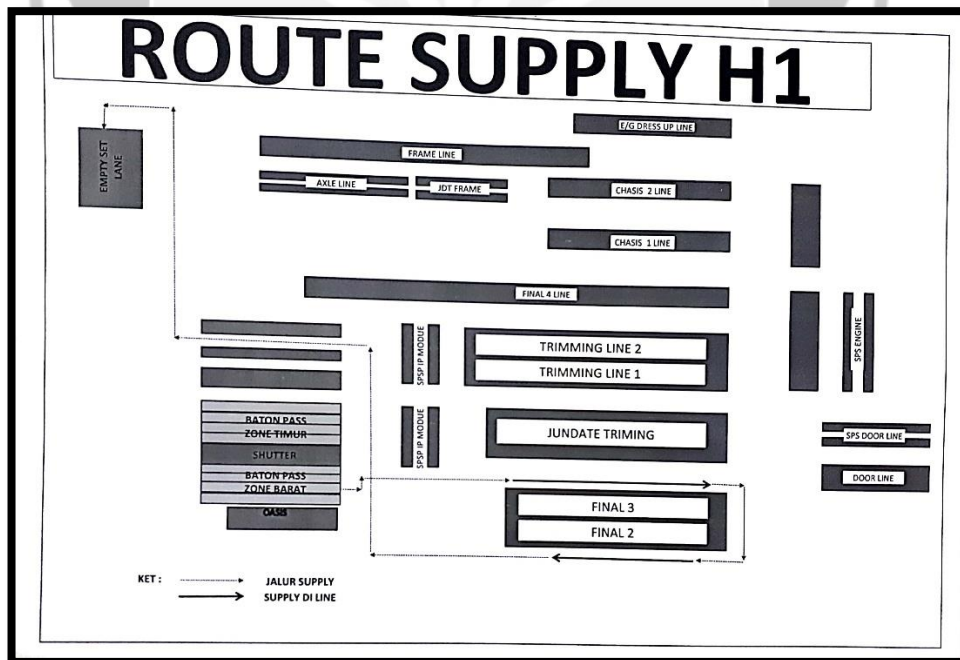 ROUTE SUPPLY H1
E/G DRESS UP LINE
EMPTY SET
LANE
FRAME LINE
AXLE LINE
JDT FRAME
CHASIS 2 LINE
CHASIS 1 LINE
FINAL 4 LINE
SPSP IP MODUE
TRIMMING LINE 2
TRIMMING LINE 1
SPS ENGINE
BATON PASS
ZONE TIMUR
SHUTTER
BATON PASS
ZONE BARAT
OASIS
SPSP IP MODUE
JUNDATE TRIMING
SPS DOOR LINE
DOOR LINE
FINAL 3
FINAL 2
KET :
JALUR SUPPLY
SUPPLY DI LINE